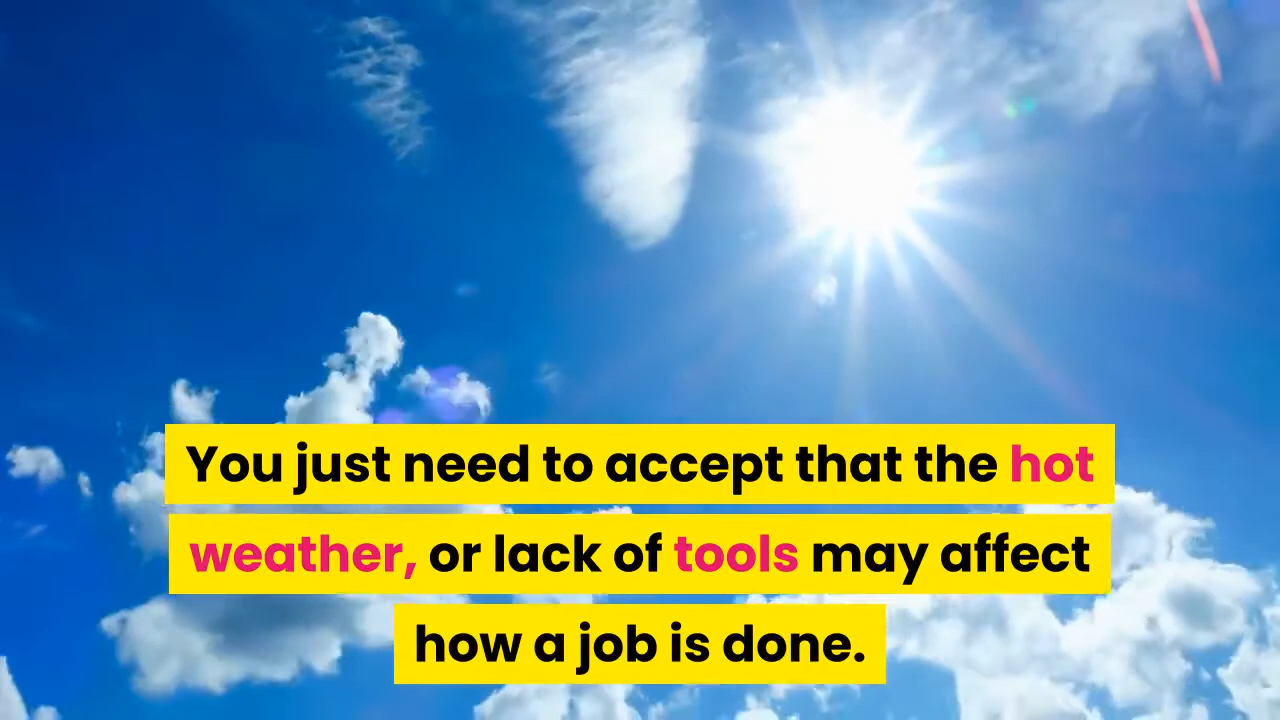 You just need to accept that the hot
weather, or lack of tools may affect
how a job is done.